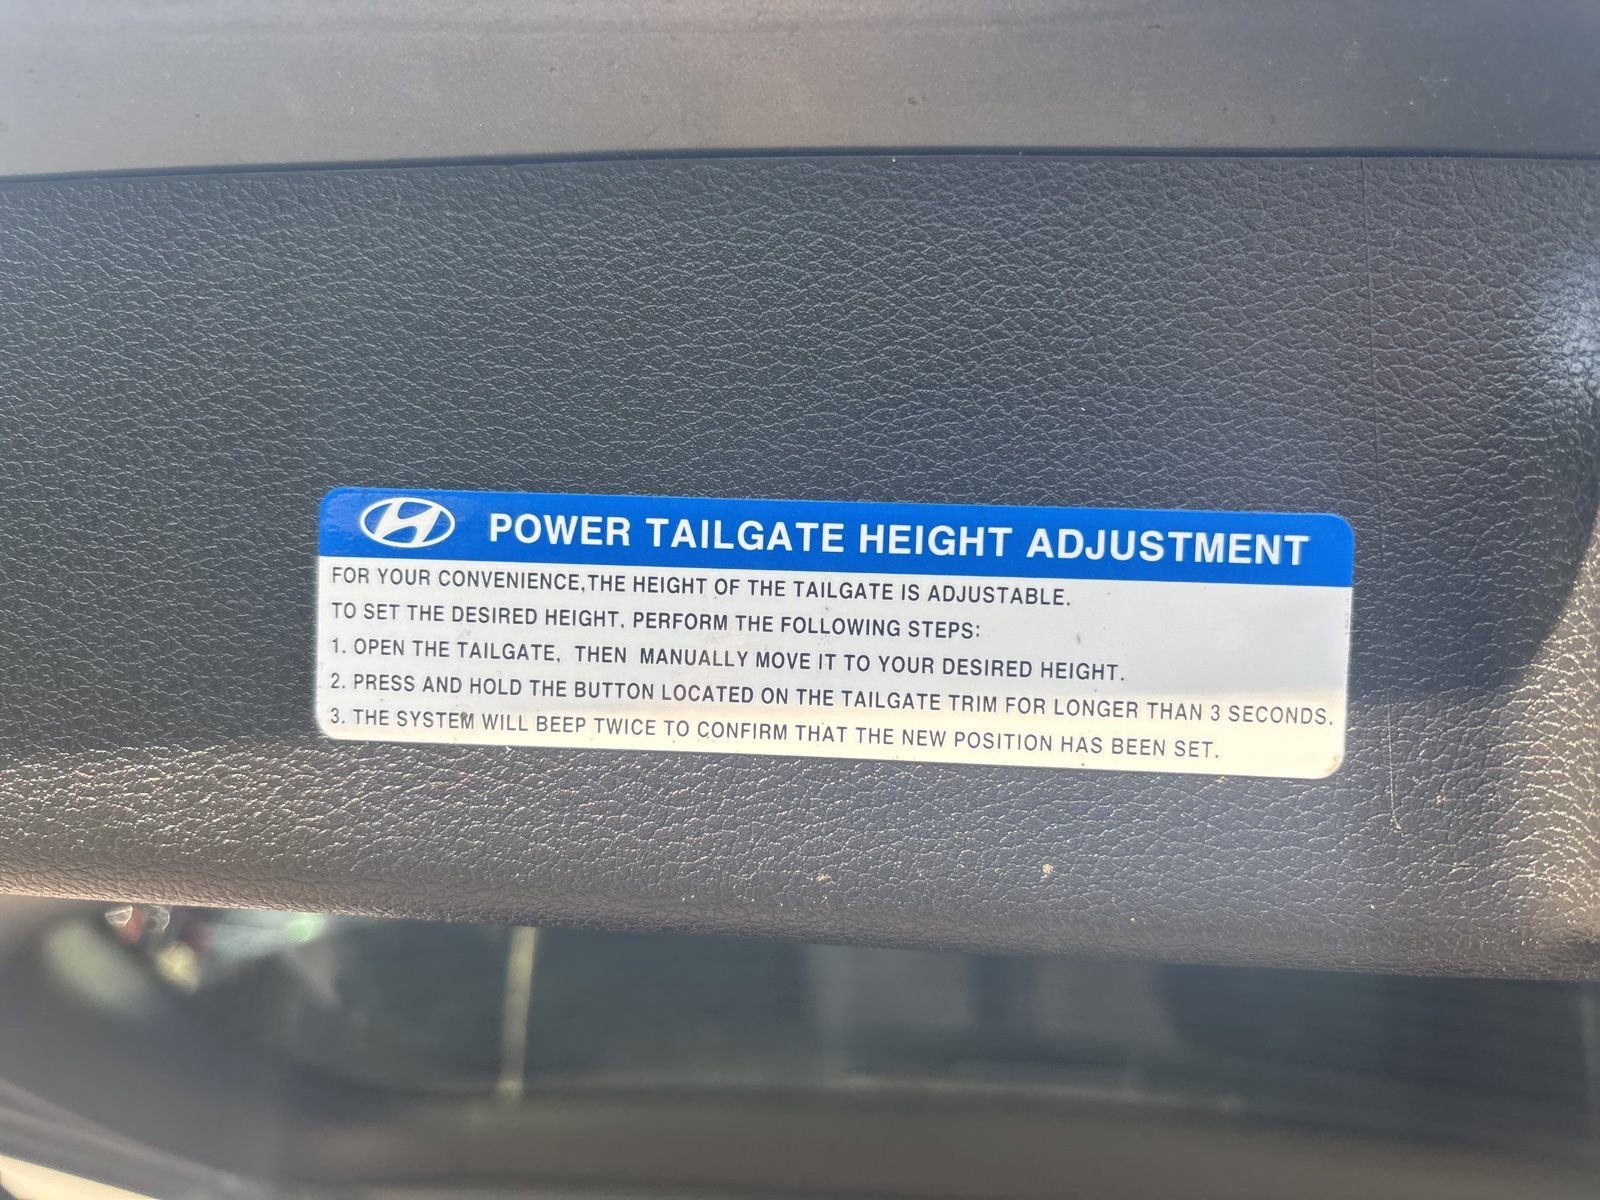 POWER TAILGATE HEIGHT ADJUSTMENT
FOR YOUR CONVENIENCE,THE HEIGHT OF THE TAILGATE IS ADJUSTABLE.
TO SET THE DESIRED HEIGHT. PERFORM THE FOLLOWING STEPS:
1. OPEN THE TAILGATE, THEN MANUALLY MOVE IT TO YOUR DESIRED HEIGHT.
2. PRESS AND HOLD THE BUTTON LOCATED ON THE TAILGATE TRIM FOR LONGER THAN 3 SECONDS.
3. THE SYSTEM WILL BEEP TWICE TO CONFIRM THAT THE NEW POSITION HAS BEEN SET.